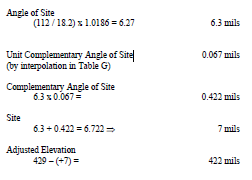 Angle of Site
(112 / 18.2) x 1.0186 = 6.27 6.3 mils
Unit Complementary Angle of Site 0.067 mils
(by interpolation in Table G)
Complementary Angle of Site
6.3 x 0.067 = 0.422 mils
Site
6.3 + 0.422 = 6.722 ⇒ 7 mils
Adjusted Elevation
429 – (+7) = 422 mils